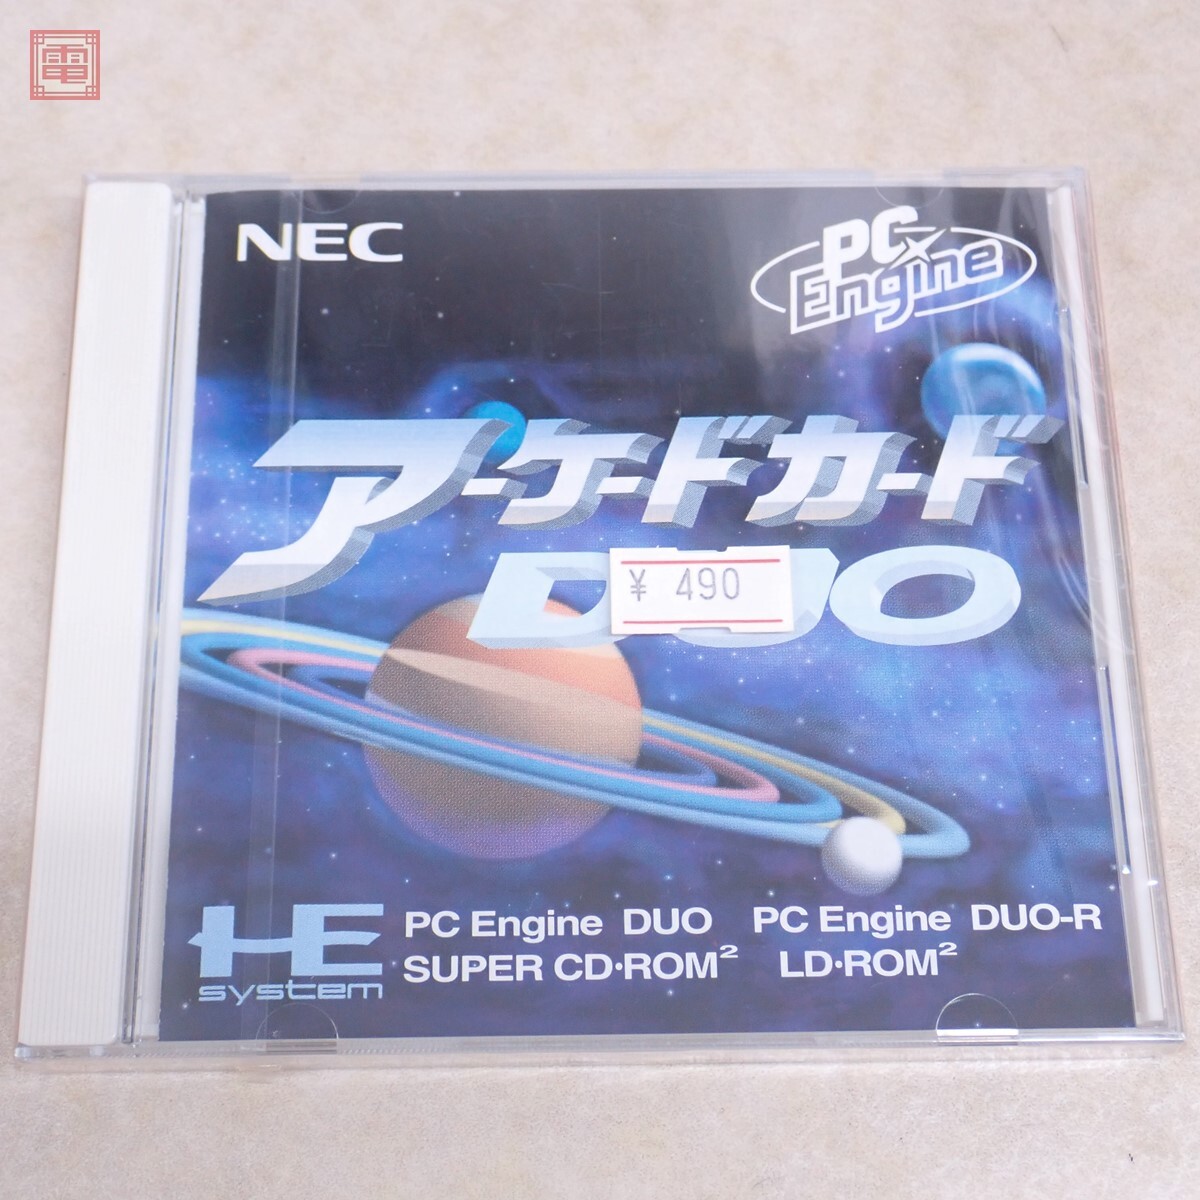 電
NEC
PC Engine
アーケードカード
DUO
¥ 490
HE system
PC Engine DUO PC Engine DUO-R
SUPER CD·ROM² LD·ROM²